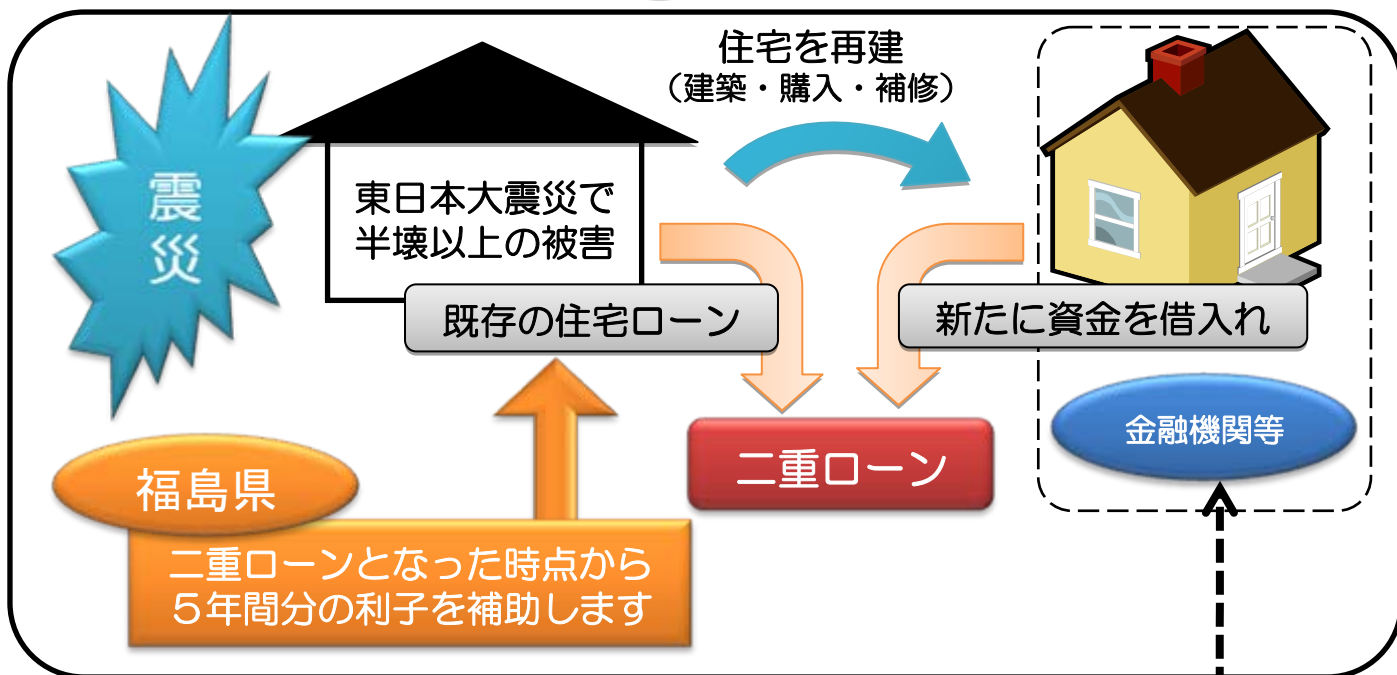 震災
東日本大震災で
半壊以上の被害
住宅を再建
（建築・購入・補修）
既存の住宅ローン
新たに資金を借入れ
金融機関等
二重ローン
福島県
二重ローンとなった時点から
５年間分の利子を補助します